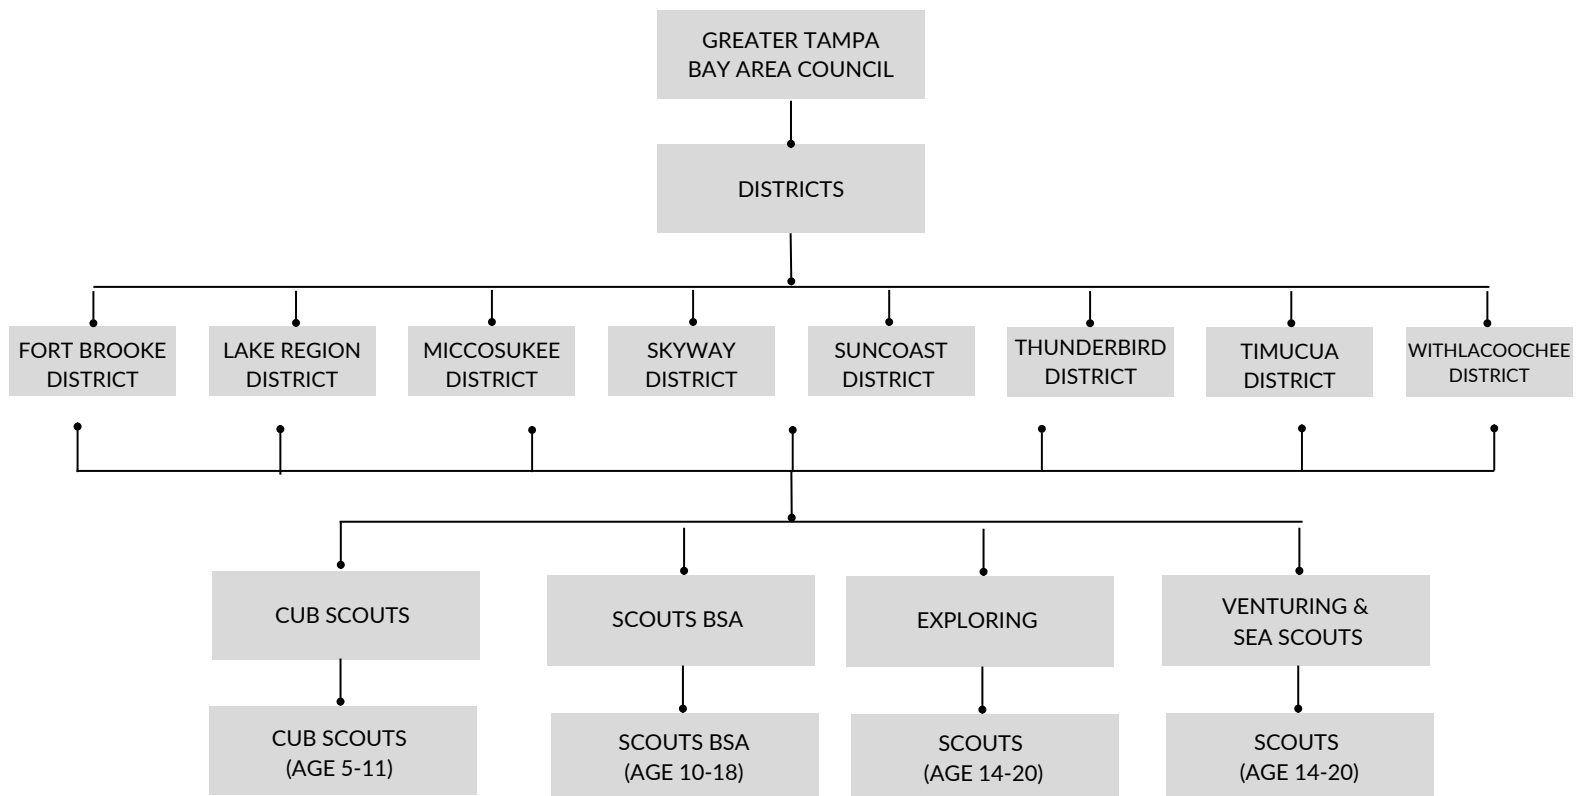 GREATER TAMPA
BAY AREA COUNCIL
DISTRICTS
FORT BROOKE
DISTRICT
LAKE REGION
DISTRICT
MICCOSUKEE
DISTRICT
SKYWAY
DISTRICT
SUNCOAST
DISTRICT
THUNDERBIRD
DISTRICT
TIMUCUA
DISTRICT
WITHLACOOCHEE
DISTRICT
CUB SCOUTS
SCOUTS BSA
EXPLORING
VENTURING &
SEA SCOUTS
CUB SCOUTS
(AGE 5-11)
SCOUTS BSA
(AGE 10-18)
SCOUTS
(AGE 14-20)
SCOUTS
(AGE 14-20)